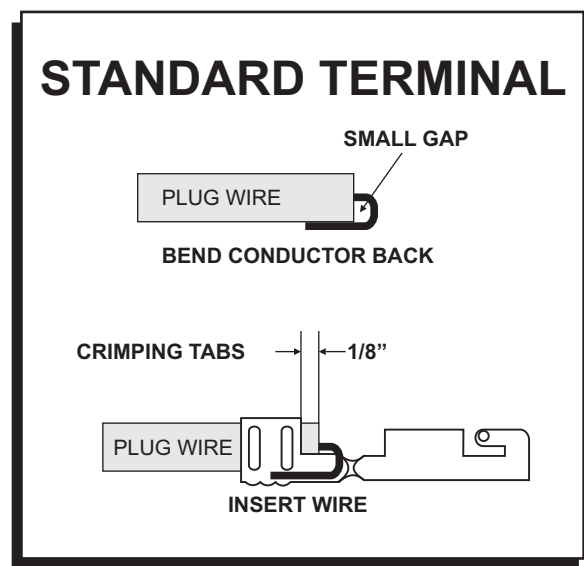 STANDARD TERMINAL
SMALL GAP
PLUG WIRE
BEND CONDUCTOR BACK
CRIMPING TABS 1/8”
PLUG WIRE
INSERT WIRE